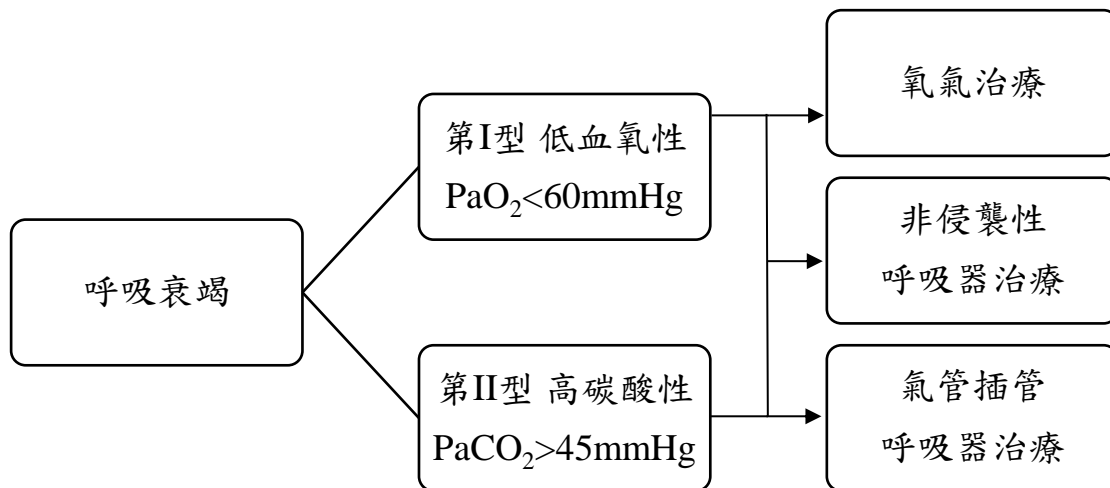 呼吸衰竭
第I型 低血氧性
PaO₂<60mmHg
第II型 高碳酸性
PaCO₂>45mmHg
氧氣治療
非侵襲性
呼吸器治療
氣管插管
呼吸器治療